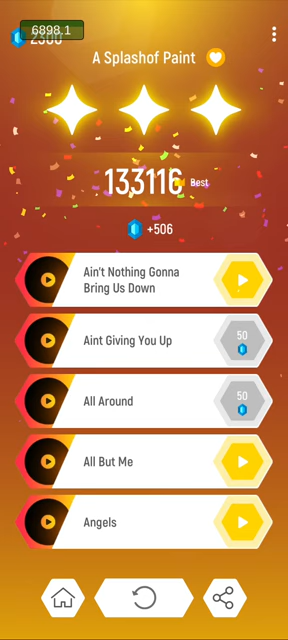 6898.1
2300
A Splashof Paint
133116
Best
+506
Ain't Nothing Gonna
Bring Us Down
Aint Giving You Up
50
All Around
50
All But Me
Angels